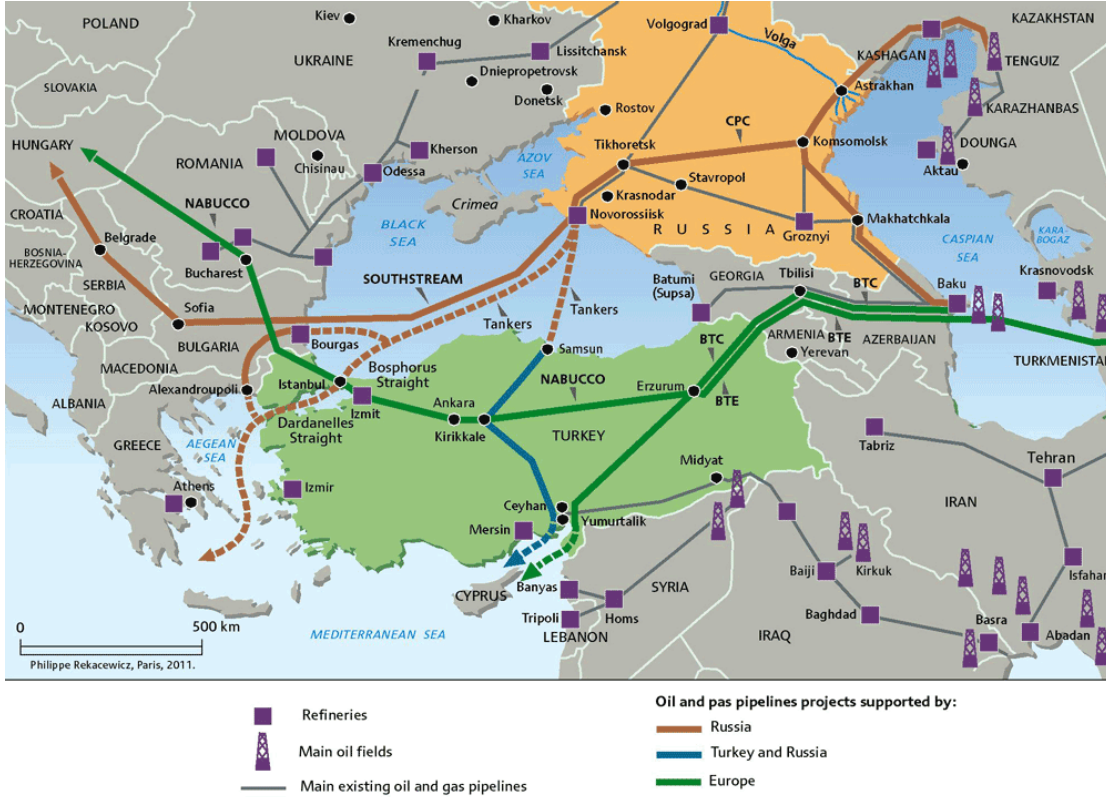 POLAND
Kiev
Kharkov
Volgograd
Volga
KAZAKHSTAN
UKRAINE
Kremenchug
Lissitchansk
KASHAGAN
TENGUIZ
SLOVAKIA
Dniepropetrovsk
Astrakhan
Donetsk
Rostov
KARAZHANBAS
MOLDOVA
CPC
HUNGARY
ROMANIA
Chisinau
Kherson
Tikhoretsk
Komsomolsk
DOUNGA
Odessa
AZOV
SEA
Aktau
Stavropol
Krasnodar
NABUCCO
Crimea
Novorossiisk
Makhatchkala
CROATIA
BLACK
SEA
RUSSIA
Groznyi
KARA-
BOGAZ
Belgrade
BOSNIA-
HERZEGOVINA
CASPIAN
SEA
Bucharest
SERBIA
SOUTHSTREAM
Batumi
(Supsa)
GEORGIA
Tbilisi
BTC
Baku
Krasnovodsk
MONTENEGRO
Sofia
KOSOVO
Tankers
Tankers
BULGARIA
Bourgas
Samsun
BTC
ARMENIA
BTE
AZERBAIJAN
Yerevan
TURKMENISTAN
MACEDONIA
Bosphorus
Straight
Alexandroupoli
Istanbul
NABUCCO
Erzurum
BTE
ALBANIA
Izmit
Ankara
Dardanelles
Straight
Kirikkale
TURKEY
GREECE
AEGEAN
SEA
Tabriz
Tehran
Midyat
Athens
Izmir
Ceyhan
Yumurtalik
IRAN
Mersin
Banyas
SYRIA
Baiji
Kirkuk
Isfahan
CYPRUS
Tripoli
Homs
Baghdad
0
500 km
MEDITERRANEAN SEA
LEBANON
IRAQ
Basra
Abadan
Philippe Rekacewicz, Paris, 2011.
Refineries
Main oil fields
Main existing oil and gas pipelines
Oil and pas pipelines projects supported by:
Russia
Turkey and Russia
Europe